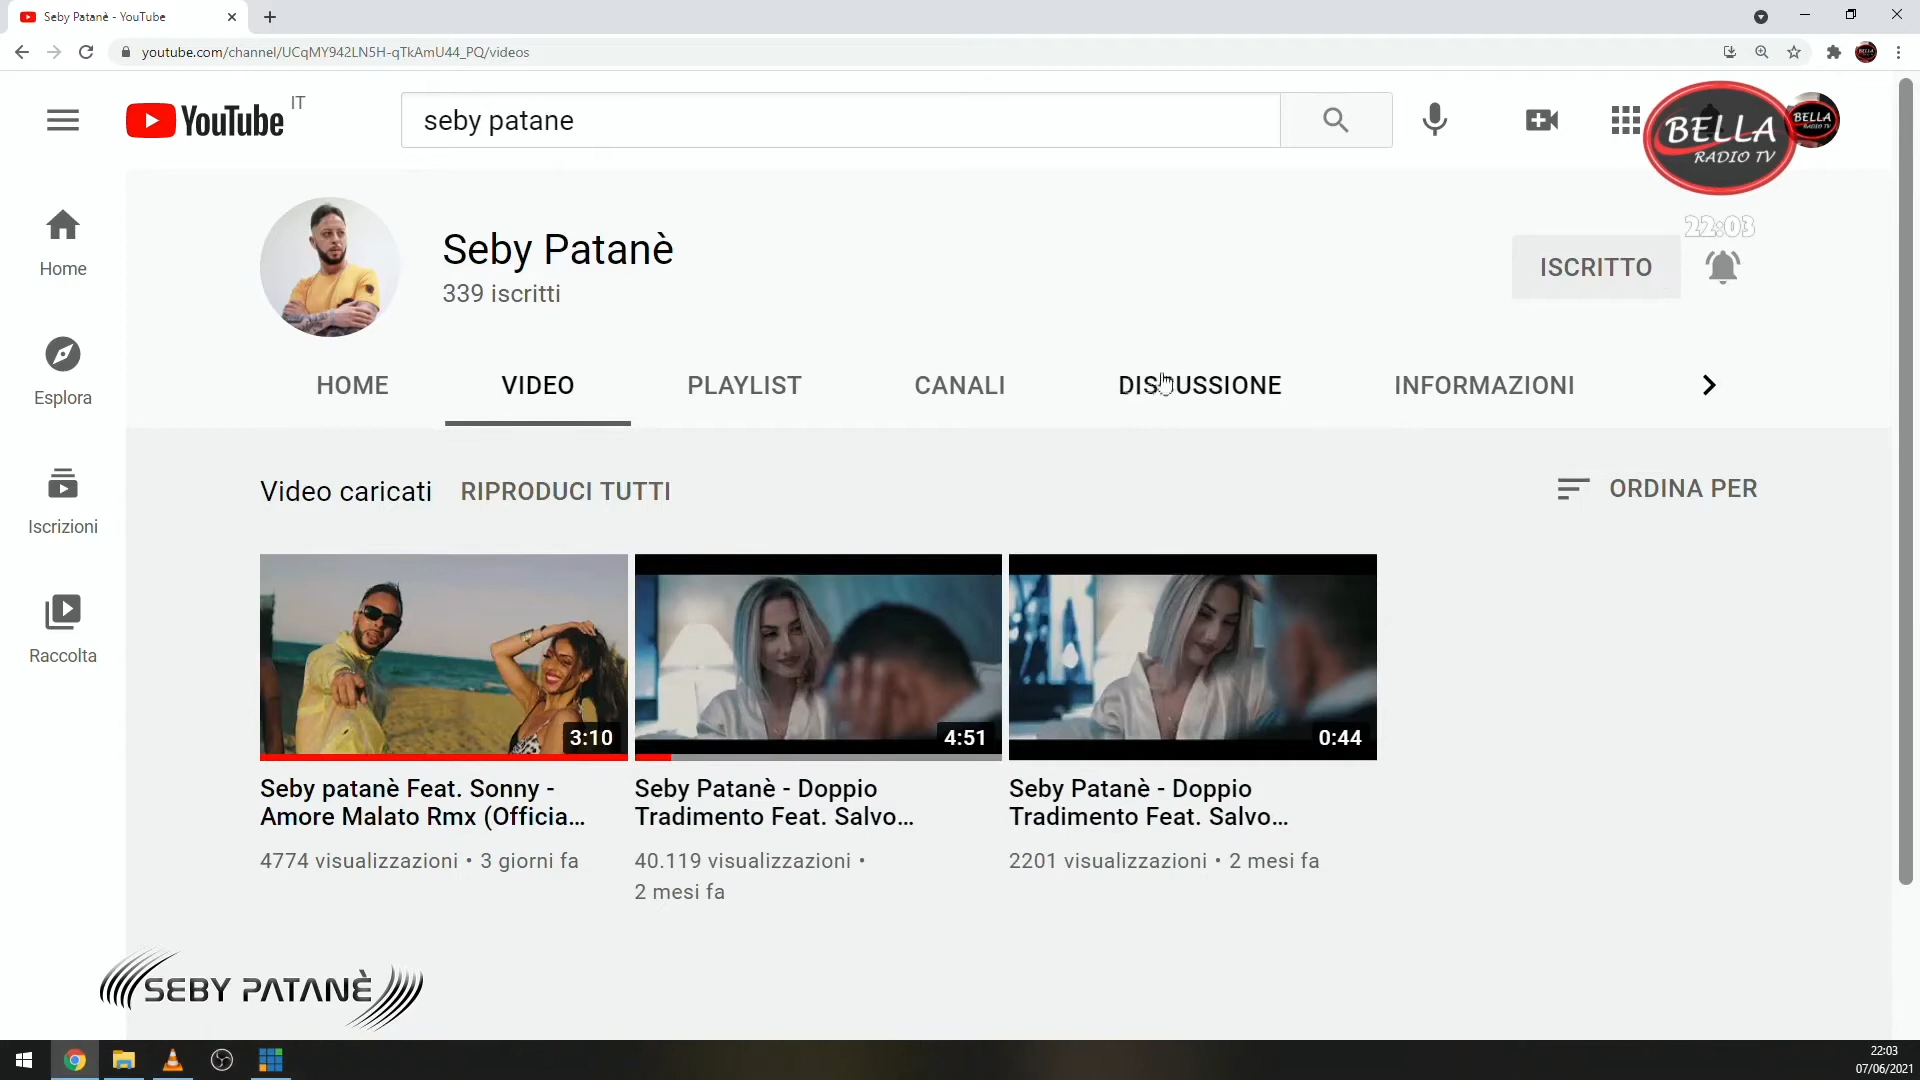 Seby Patanè - YouTube
youtube.com/channel/UCqMY942LN5H-qTkAmU44_PQ/videos
YouTube IT
seby patane
BELLA
RADIO TV
BELLA
RADIO TV
22:03
Seby Patanè
339 iscritti
ISCRITTO
Home
Esplora
Iscrizioni
Raccolta
HOME VIDEO PLAYLIST CANALI DISCUSSIONE INFORMAZIONI
Video caricati RIPRODUCI TUTTI ORDINA PER
3:10
4:51
0:44
Seby patanè Feat. Sonny -
Amore Malato Rmx (Officia...
4774 visualizzazioni • 3 giorni fa
Seby Patanè - Doppio
Tradimento Feat. Salvo...
40.119 visualizzazioni •
2 mesi fa
Seby Patanè - Doppio
Tradimento Feat. Salvo...
2201 visualizzazioni • 2 mesi fa
SEBY PATANÈ
22:03
07/06/2021